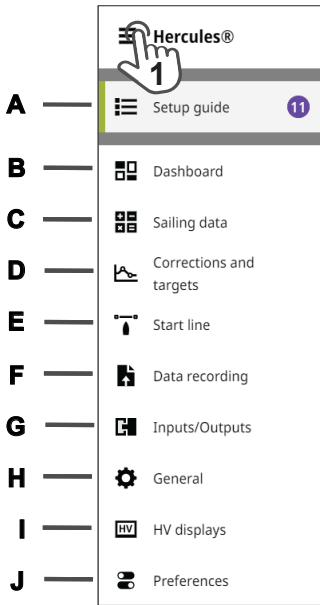 Hercules®
1
A Setup guide 11
B Dashboard
C Sailing data
D Corrections and
targets
E Start line
F Data recording
G Inputs/Outputs
H General
I HV HV displays
J Preferences